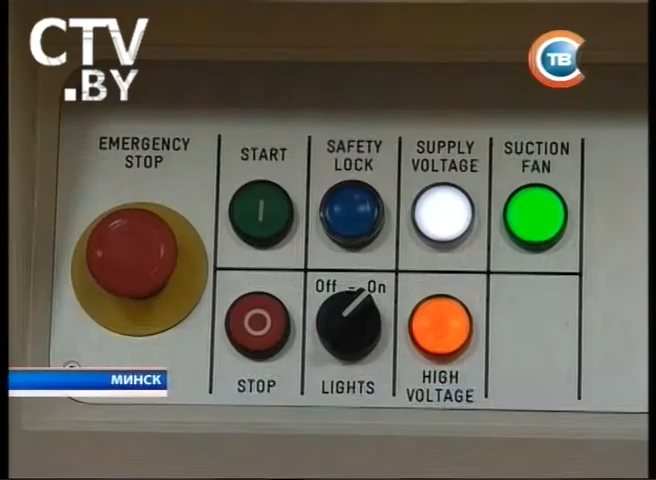 CTV
.BY
ТВ
EMERGENCY
STOP
START
SAFETY
LOCK
SUPPLY
VOLTAGE
SUCTION
FAN
I
O
Off - On
STOP
LIGHTS
HIGH
VOLTAGE
МИНСК